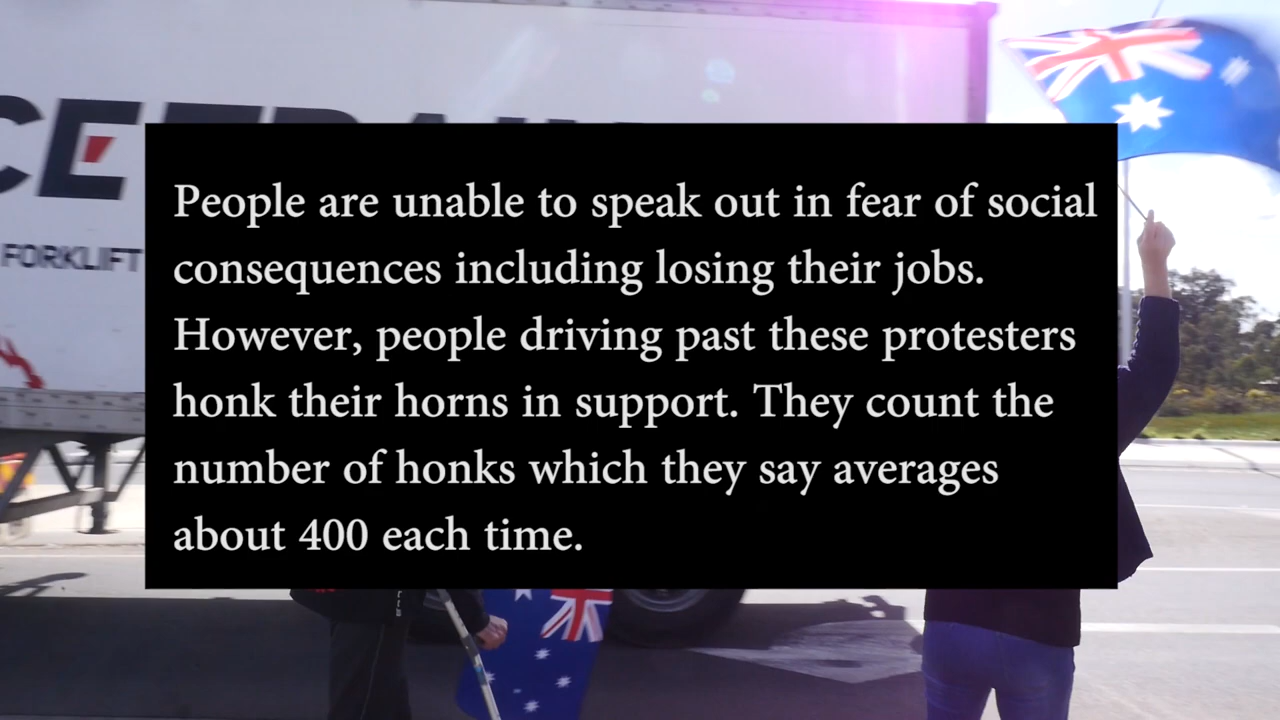 CE
FORKLIFT
People are unable to speak out in fear of social
consequences including losing their jobs.
However, people driving past these protesters
honk their horns in support. They count the
number of honks which they say averages
about 400 each time.